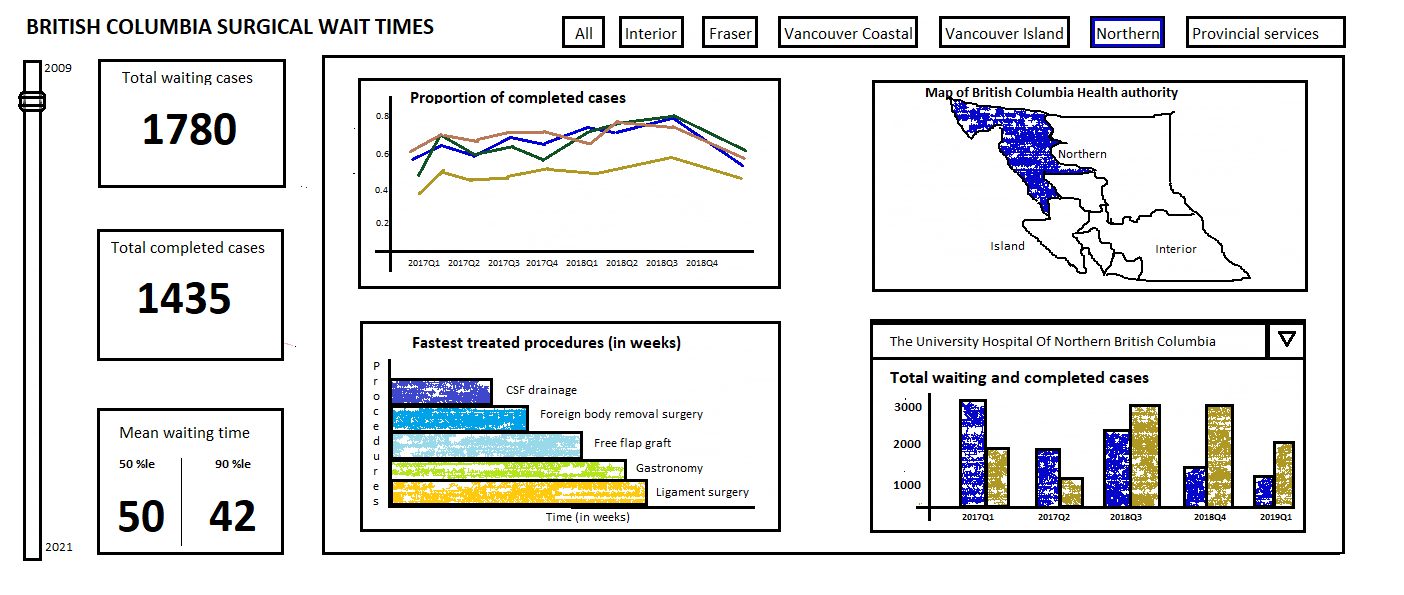 BRITISH COLUMBIA SURGICAL WAIT TIMES
All
Interior
Fraser
Vancouver Coastal
Vancouver Island
Northern
Provincial services
2009
2021
Total waiting cases
1780
Total completed cases
1435
Mean waiting time
50 %le 90 %le
50 42
Proportion of completed cases
0.8
0.6
0.4
0.2
2017Q1 2017Q2 2017Q3 2017Q4 2018Q1 2018Q2 2018Q3 2018Q4
Map of British Columbia Health authority
Northern
Island
Interior
Fastest treated procedures (in weeks)
Procedures
CSF drainage
Foreign body removal surgery
Free flap graft
Gastronomy
Ligament surgery
Time (in weeks)
The University Hospital Of Northern British Columbia
Total waiting and completed cases
3000
2000
1000
2017Q1 2017Q2 2018Q3 2018Q4 2019Q1